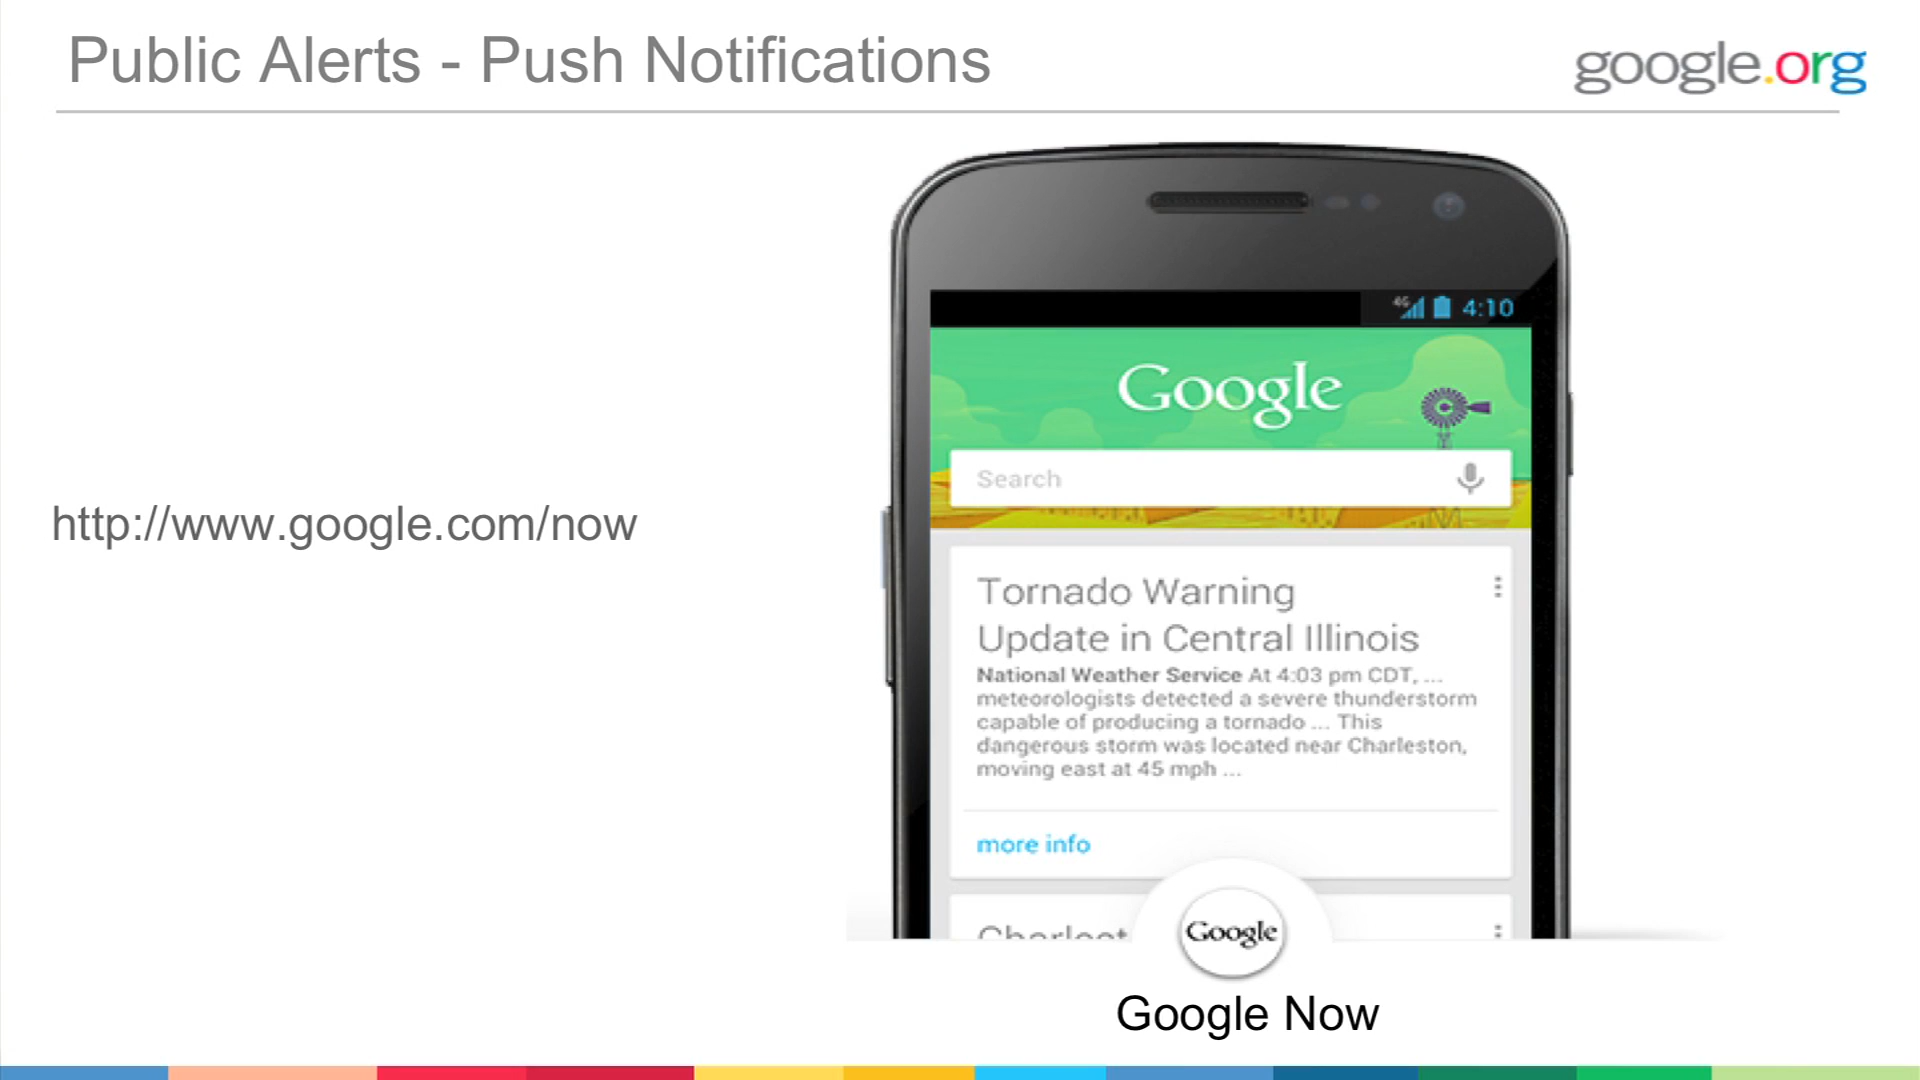 Public Alerts - Push Notifications
google.org
4G 4:10
Google
Search
http://www.google.com/now
Tornado Warning
Update in Central Illinois
National Weather Service At 4:03 pm CDT, ...
meteorologists detected a severe thunderstorm
capable of producing a tornado ... This
dangerous storm was located near Charleston,
moving east at 45 mph ...
more info
Google
Google Now